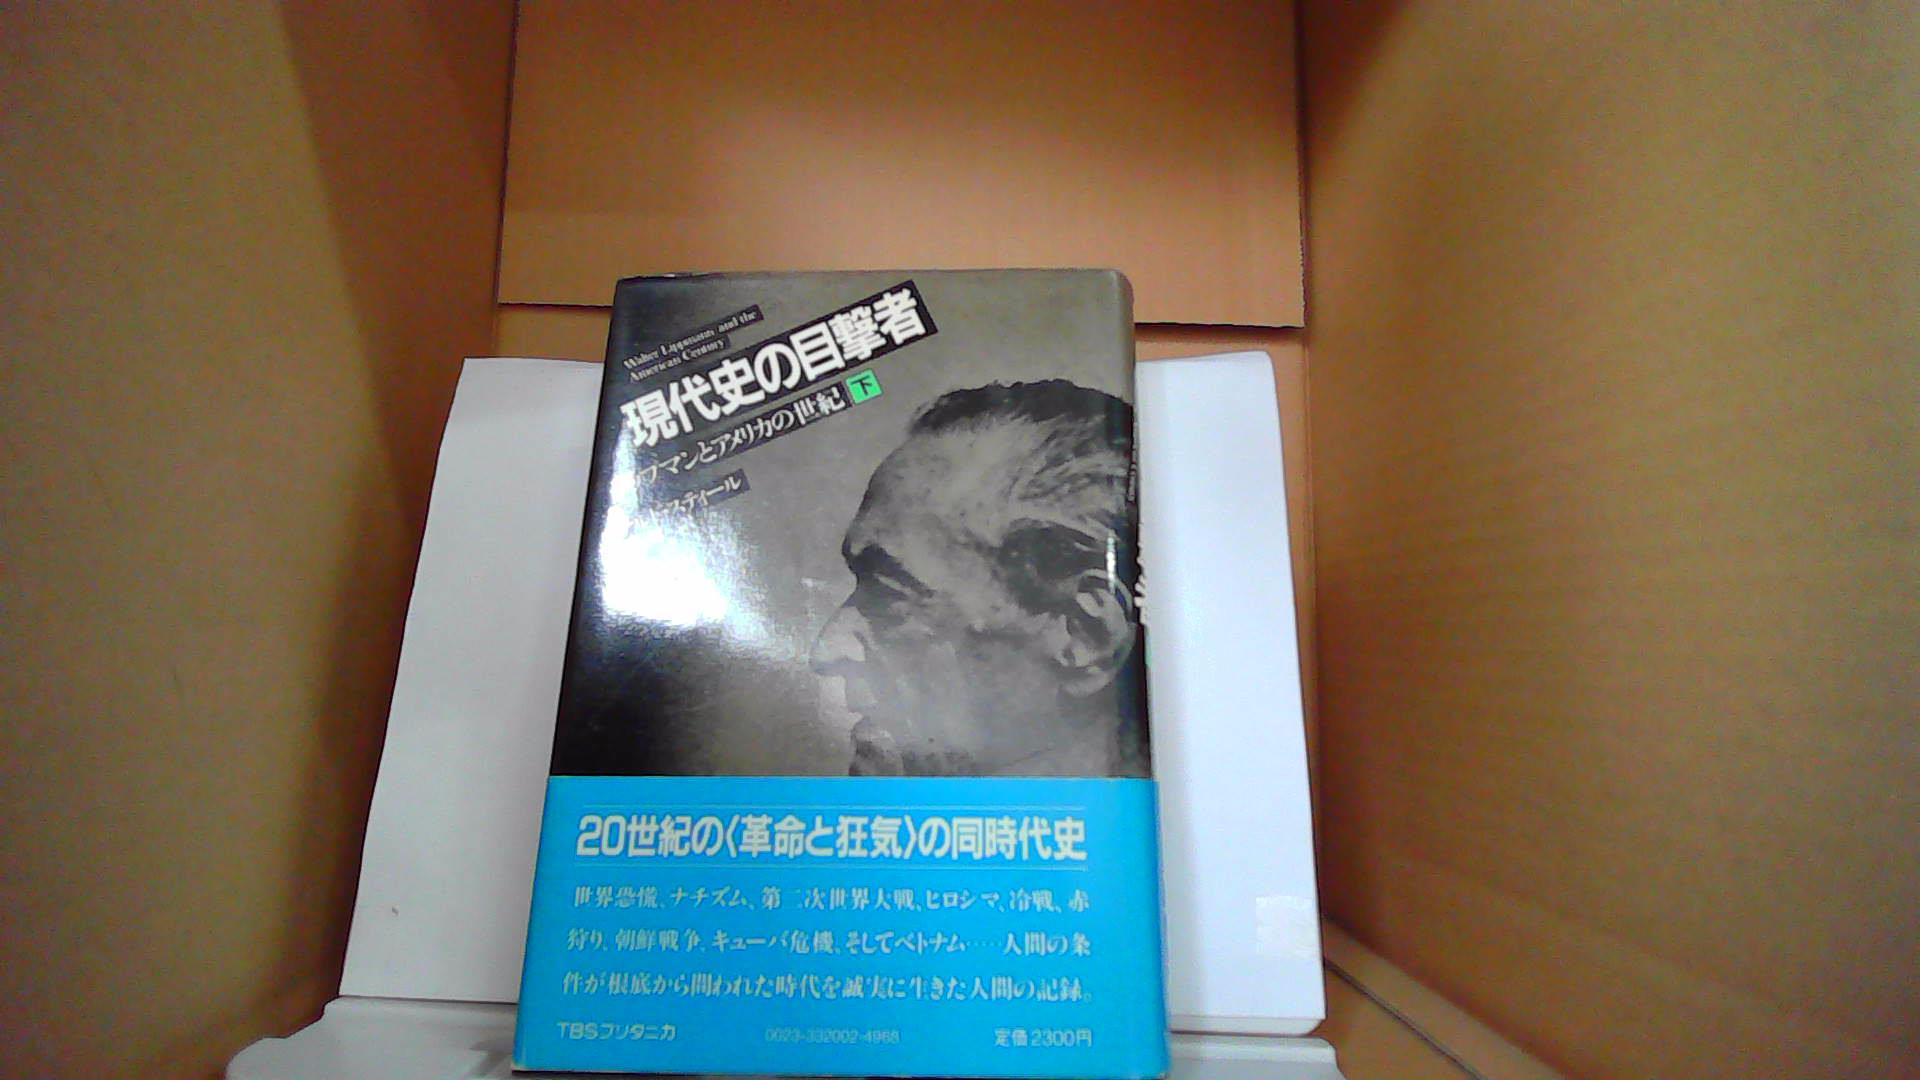 Walter Lippmann and the
American Century
現代史の目撃者
プマンとアメリカの世紀 下
スティール
20世紀の〈革命と狂気〉の同時代史
世界恐慌、ナチズム、第二次世界大戦、ヒロシマ、冷戦、赤
狩り、朝鮮戦争、キューバ危機、そしてベトナム……人間の条
件が根底から問われた時代を誠実に生きた人間の記録。
TBSブリタニカ 0023-332002-4968 定価2300円